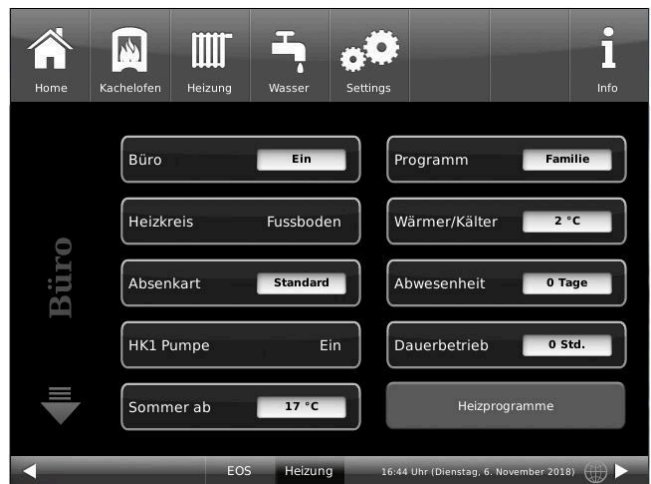 Home Kachelofen Heizung Wasser Settings Info
Büro
Büro Ein
Programm Familie
Heizkreis Fussboden
Wärmer/Kälter 2 °C
Absenkart Standard
Abwesenheit 0 Tage
HK1 Pumpe Ein
Dauerbetrieb 0 Std.
Sommer ab 17 °C
Heizprogramme
EOS Heizung 16:44 Uhr (Dienstag, 6. November 2018)